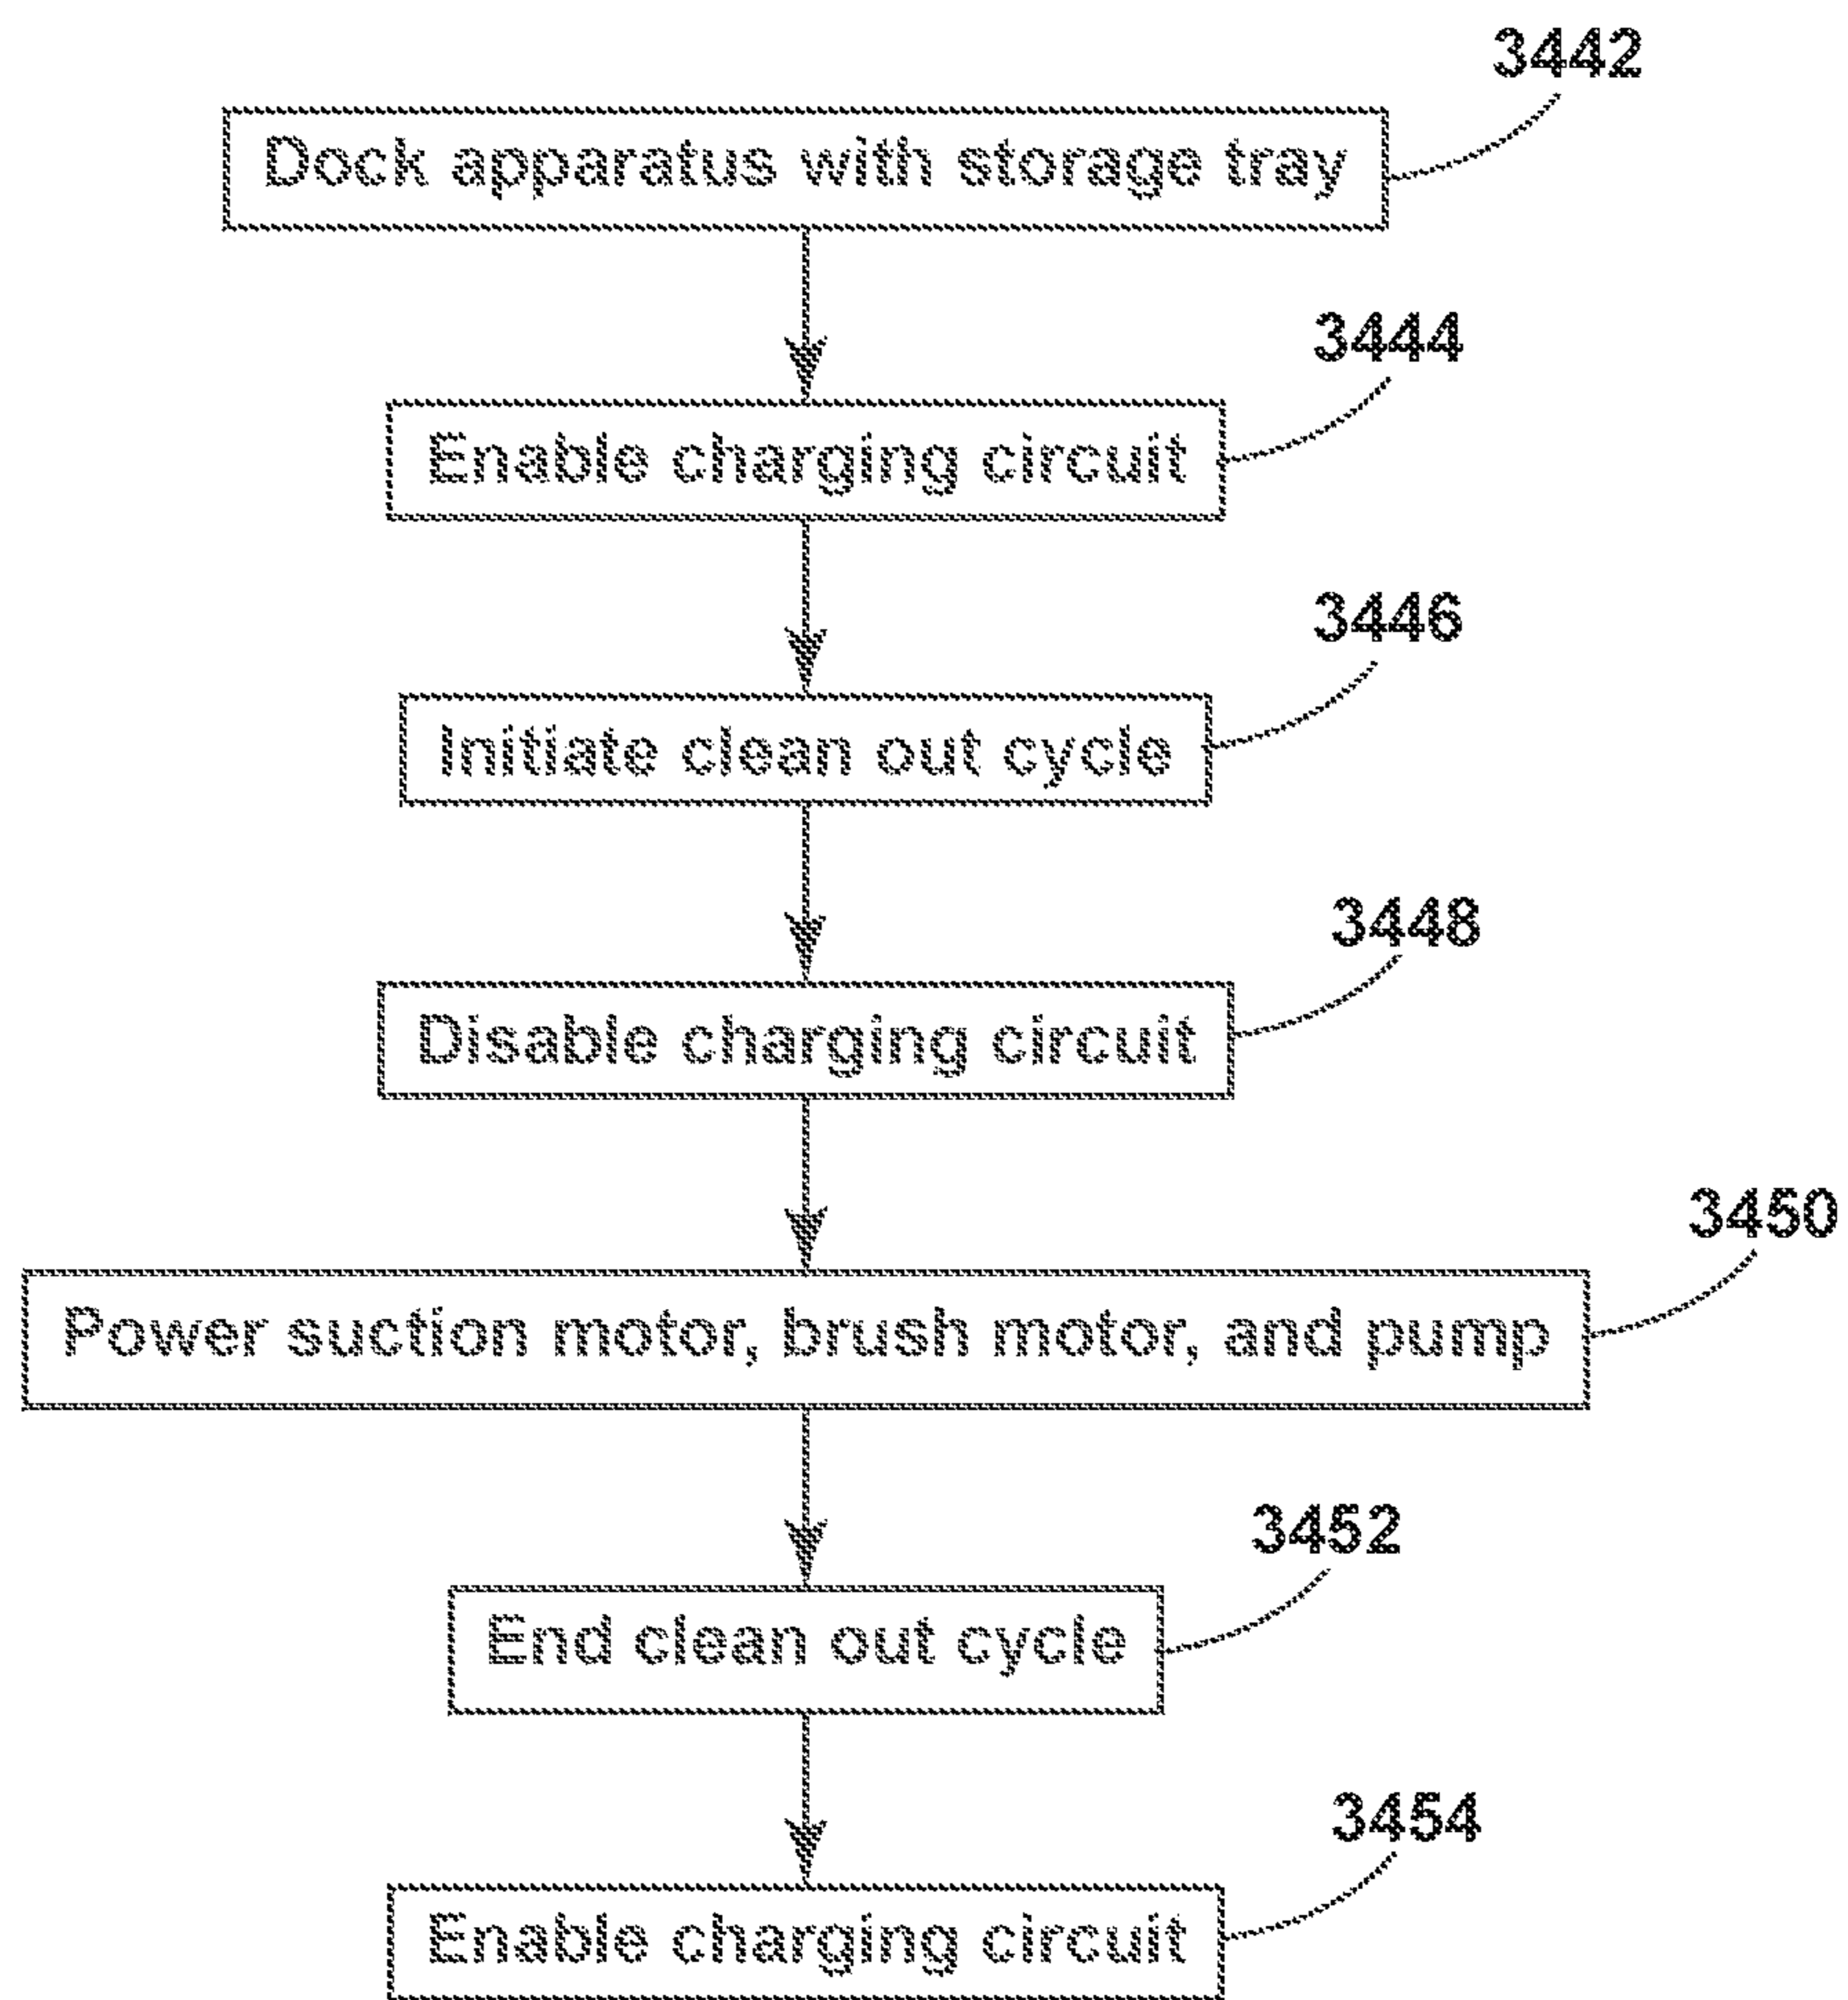 3442
Dock apparatus with storage tray
3444
Enable charging circuit
3446
Initiate clean out cycle
3448
Disable charging circuit
3450
Power suction motor, brush motor, and pump
3452
End clean out cycle
3454
Enable charging circuit